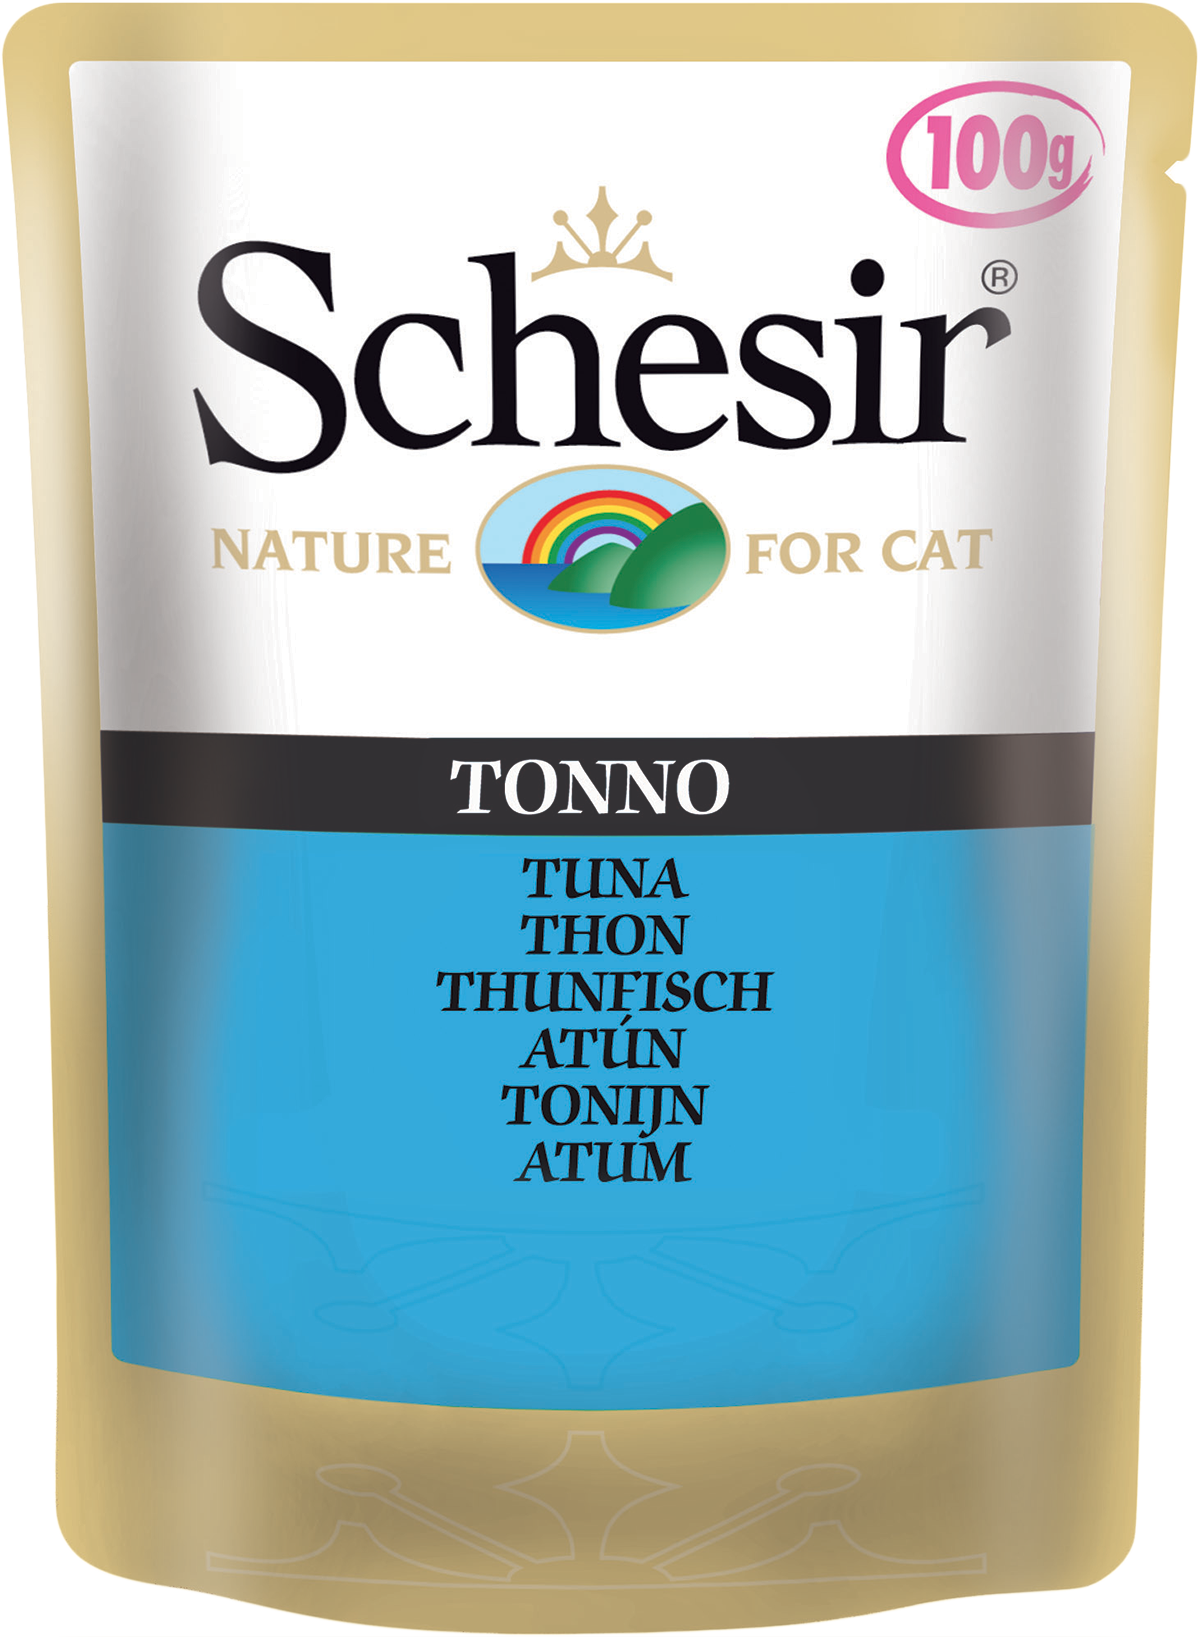 100g
Schesir®
NATURE FOR CAT
TONNO
TUNA
THON
THUNFISCH
ATÚN
TONIJN
ATUM